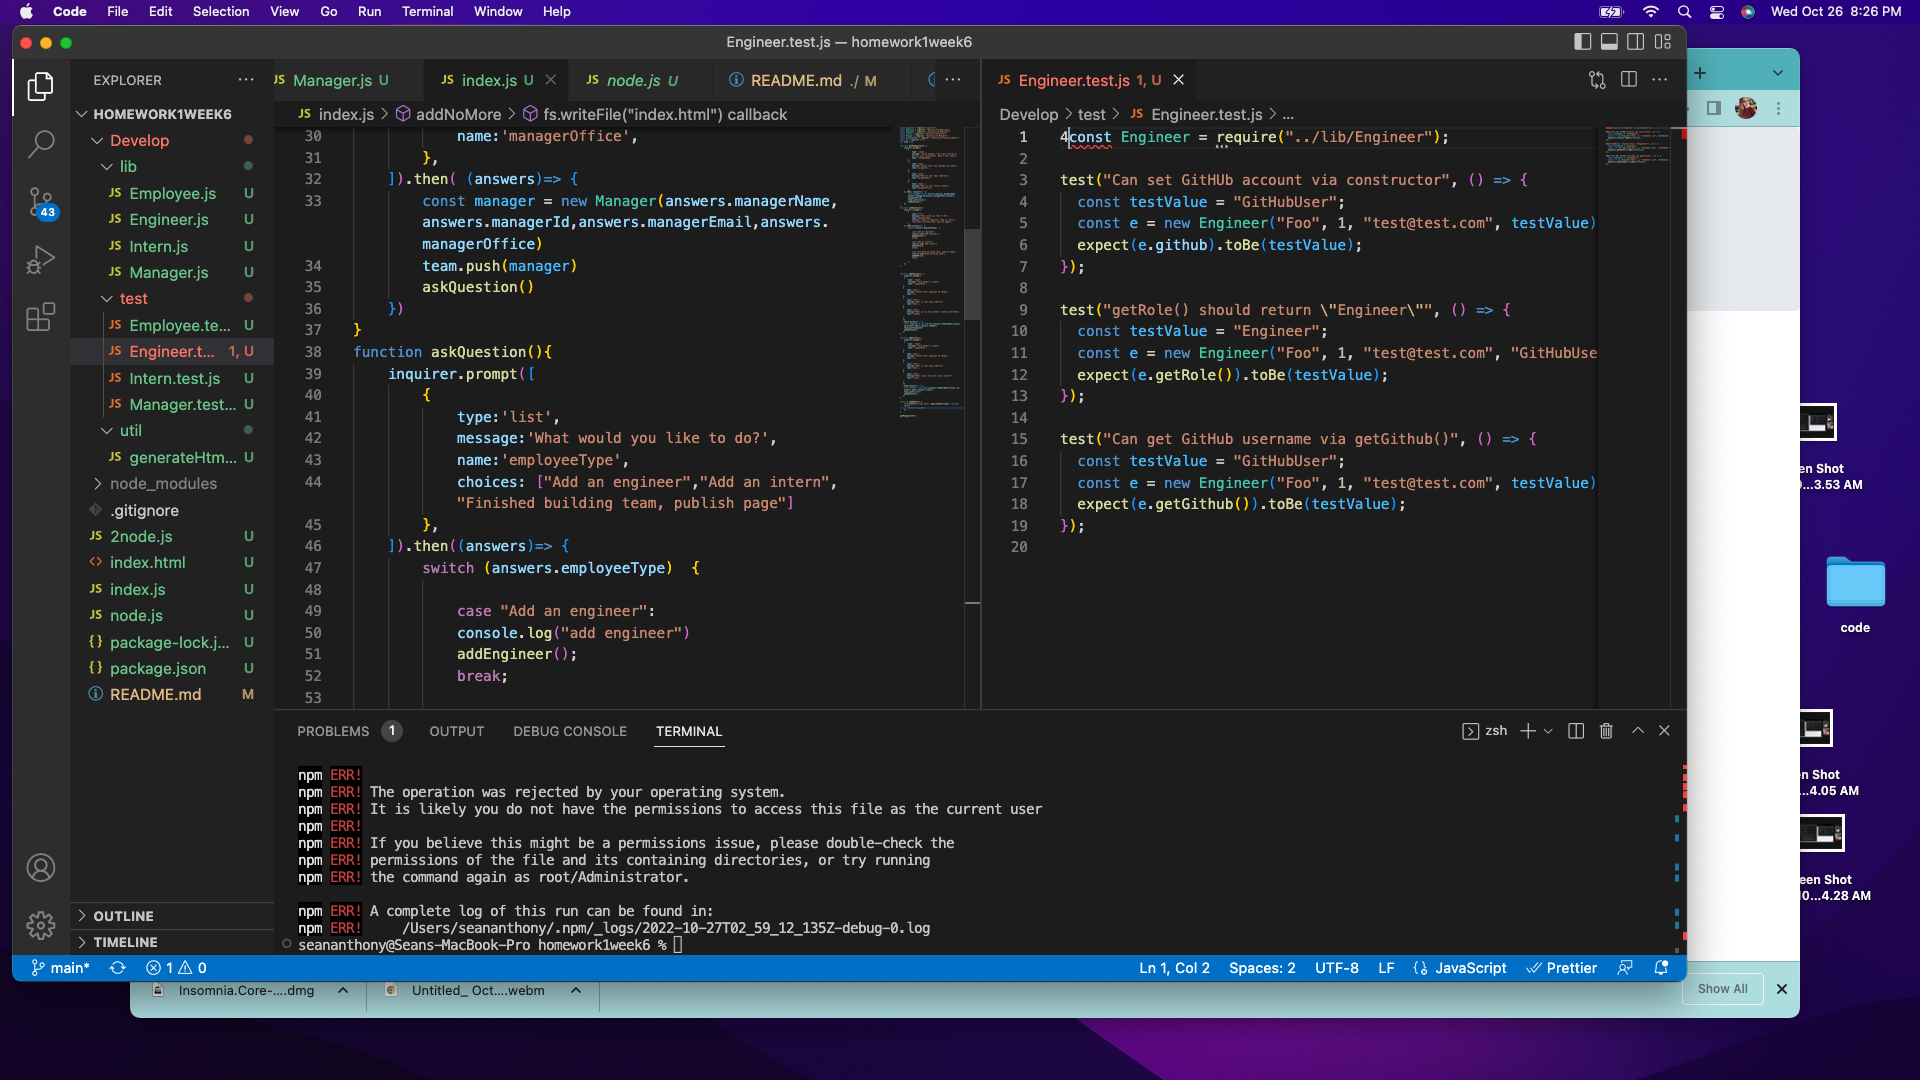 Code File Edit Selection View Go Run Terminal Window Help
Wed Oct 26 8:26 PM
Engineer.test.js — homework1week6
EXPLORER
HOMEWORK1WEEK6
Develop
lib
JS Employee.js U
JS Engineer.js U
JS Intern.js U
JS Manager.js U
test
JS Employee.te... U
JS Engineer.t... 1, U
JS Intern.test.js U
JS Manager.test... U
util
JS generateHtm... U
node_modules
.gitignore
JS 2node.js U
index.html U
JS index.js U
JS node.js U
{} package-lock.j... U
{} package.json U
README.md M
OUTLINE
TIMELINE
43
JS Manager.js U
JS index.js U
JS node.js U
README.md ./ M
JS index.js > addNoMore > fs.writeFile("index.html") callback
30 name:'managerOffice',
31 },
32 ]).then( (answers)=> {
33 const manager = new Manager(answers.managerName,
answers.managerId,answers.managerEmail,answers.
managerOffice)
34 team.push(manager)
35 askQuestion()
36 })
37 }
38 function askQuestion(){
39 inquirer.prompt([
40 {
41 type:'list',
42 message:'What would you like to do?',
43 name:'employeeType',
44 choices: ["Add an engineer","Add an intern",
"Finished building team, publish page"]
45 },
46 ]).then((answers)=> {
47 switch (answers.employeeType) {
48
49 case "Add an engineer":
50 console.log("add engineer")
51 addEngineer();
52 break;
53
JS Engineer.test.js 1, U
Develop > test > JS Engineer.test.js > ...
1 4const Engineer = require("../lib/Engineer");
2
3 test("Can set GitHUb account via constructor", () => {
4 const testValue = "GitHubUser";
5 const e = new Engineer("Foo", 1, "test@test.com", testValue)
6 expect(e.github).toBe(testValue);
7 });
8
9 test("getRole() should return \"Engineer\"", () => {
10 const testValue = "Engineer";
11 const e = new Engineer("Foo", 1, "test@test.com", "GitHubUse
12 expect(e.getRole()).toBe(testValue);
13 });
14
15 test("Can get GitHub username via getGithub()", () => {
16 const testValue = "GitHubUser";
17 const e = new Engineer("Foo", 1, "test@test.com", testValue)
18 expect(e.getGithub()).toBe(testValue);
19 });
20
PROBLEMS 1 OUTPUT DEBUG CONSOLE TERMINAL
zsh
npm ERR!
npm ERR! The operation was rejected by your operating system.
npm ERR! It is likely you do not have the permissions to access this file as the current user
npm ERR!
npm ERR! If you believe this might be a permissions issue, please double-check the
npm ERR! permissions of the file and its containing directories, or try running
npm ERR! the command again as root/Administrator.
npm ERR! A complete log of this run can be found in:
npm ERR! /Users/seananthony/.npm/_logs/2022-10-27T02_59_12_135Z-debug-0.log
seananthony@Seans-MacBook-Pro homework1week6 %
main* 1 0
Ln 1, Col 2 Spaces: 2 UTF-8 LF {} JavaScript Prettier
Insomnia.Core-....dmg
Untitled_ Oct....webm
Show All
en Shot
0...3.53 AM
code
n Shot
...4.05 AM
een Shot
10...4.28 AM